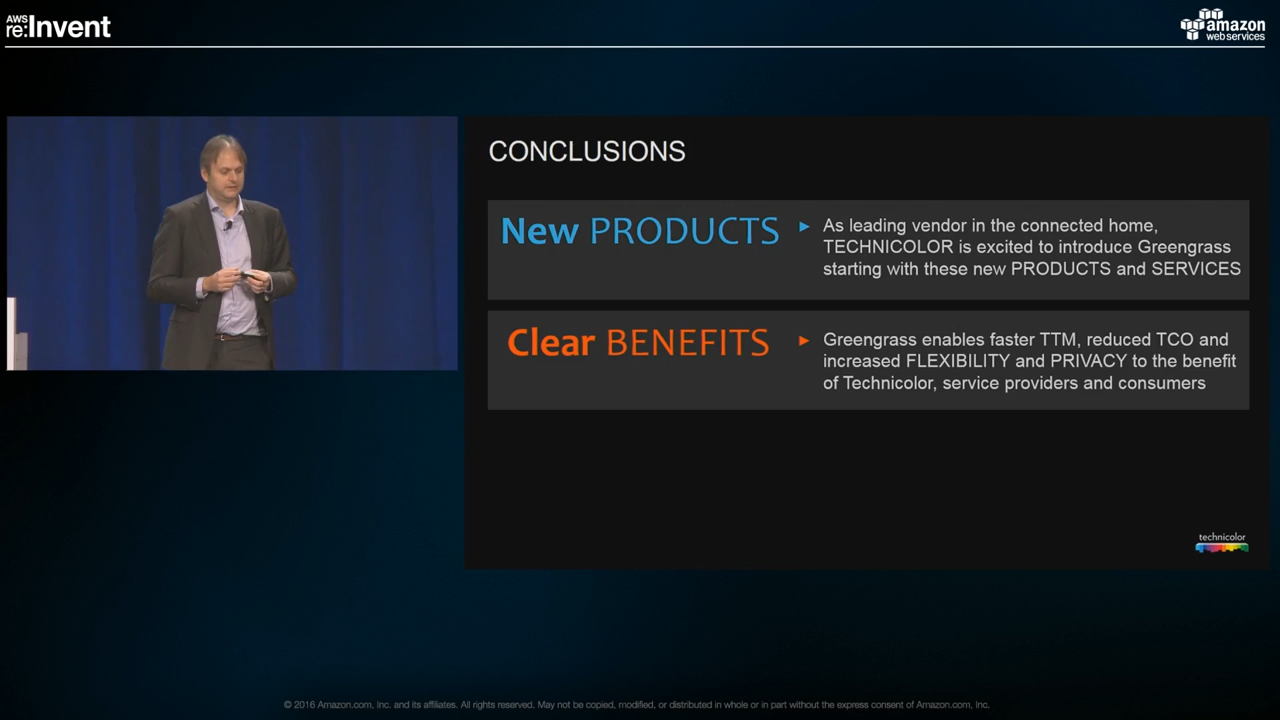 AWS
re:Invent
amazon
web services
CONCLUSIONS
New PRODUCTS
► As leading vendor in the connected home,
TECHNICOLOR is excited to introduce Greengrass
starting with these new PRODUCTS and SERVICES
Clear BENEFITS
► Greengrass enables faster TTM, reduced TCO and
increased FLEXIBILITY and PRIVACY to the benefit
of Technicolor, service providers and consumers
technicolor
© 2016 Amazon.com, Inc. and its affiliates. All rights reserved. May not be copied, modified, or distributed in whole or in part without the express consent of Amazon.com, Inc.